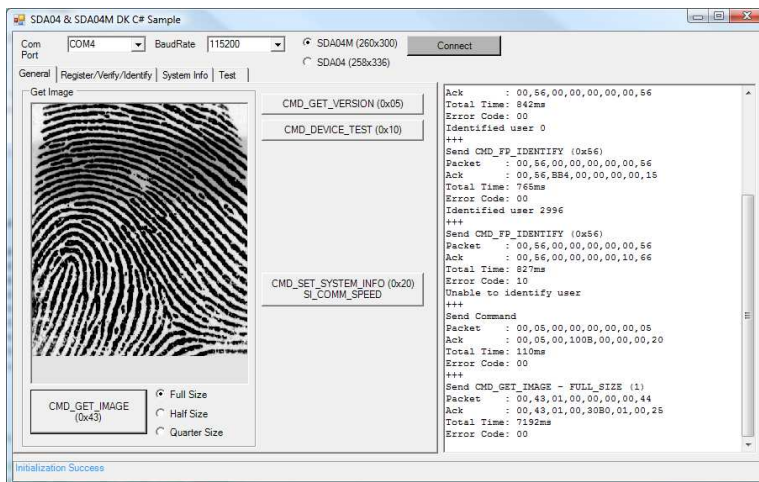 SDA04 & SDA04M DK C# Sample
Com Port
COM4
BaudRate
115200
SDA04M (260x300)
SDA04 (258x336)
Connect
General
Register/Verify/Identify
System Info
Test
Get Image
CMD_GET_VERSION (0x05)
CMD_DEVICE_TEST (0x10)
CMD_SET_SYSTEM_INFO (0x20)
SI_COMM_SPEED
CMD_GET_IMAGE
(0x43)
Full Size
Half Size
Quarter Size
Ack : 00,56,00,00,00,00,00,56
Total Time: 842ms
Error Code: 00
Identified user 0
+++
Send CMD_FP_IDENTIFY (0x56)
Packet : 00,56,00,00,00,00,00,56
Ack : 00,56,BB4,00,00,00,00,15
Total Time: 765ms
Error Code: 00
Identified user 2996
+++
Send CMD_FP_IDENTIFY (0x56)
Packet : 00,56,00,00,00,00,00,56
Ack : 00,56,00,00,00,00,10,66
Total Time: 827ms
Error Code: 10
Unable to identify user
+++
Send Command
Packet : 00,05,00,00,00,00,00,05
Ack : 00,05,00,100B,00,00,00,20
Total Time: 110ms
Error Code: 00
+++
Send CMD_GET_IMAGE - FULL_SIZE (1)
Packet : 00,43,01,00,00,00,00,44
Ack : 00,43,01,00,30B0,01,00,25
Total Time: 7192ms
Error Code: 00
Initialization Success